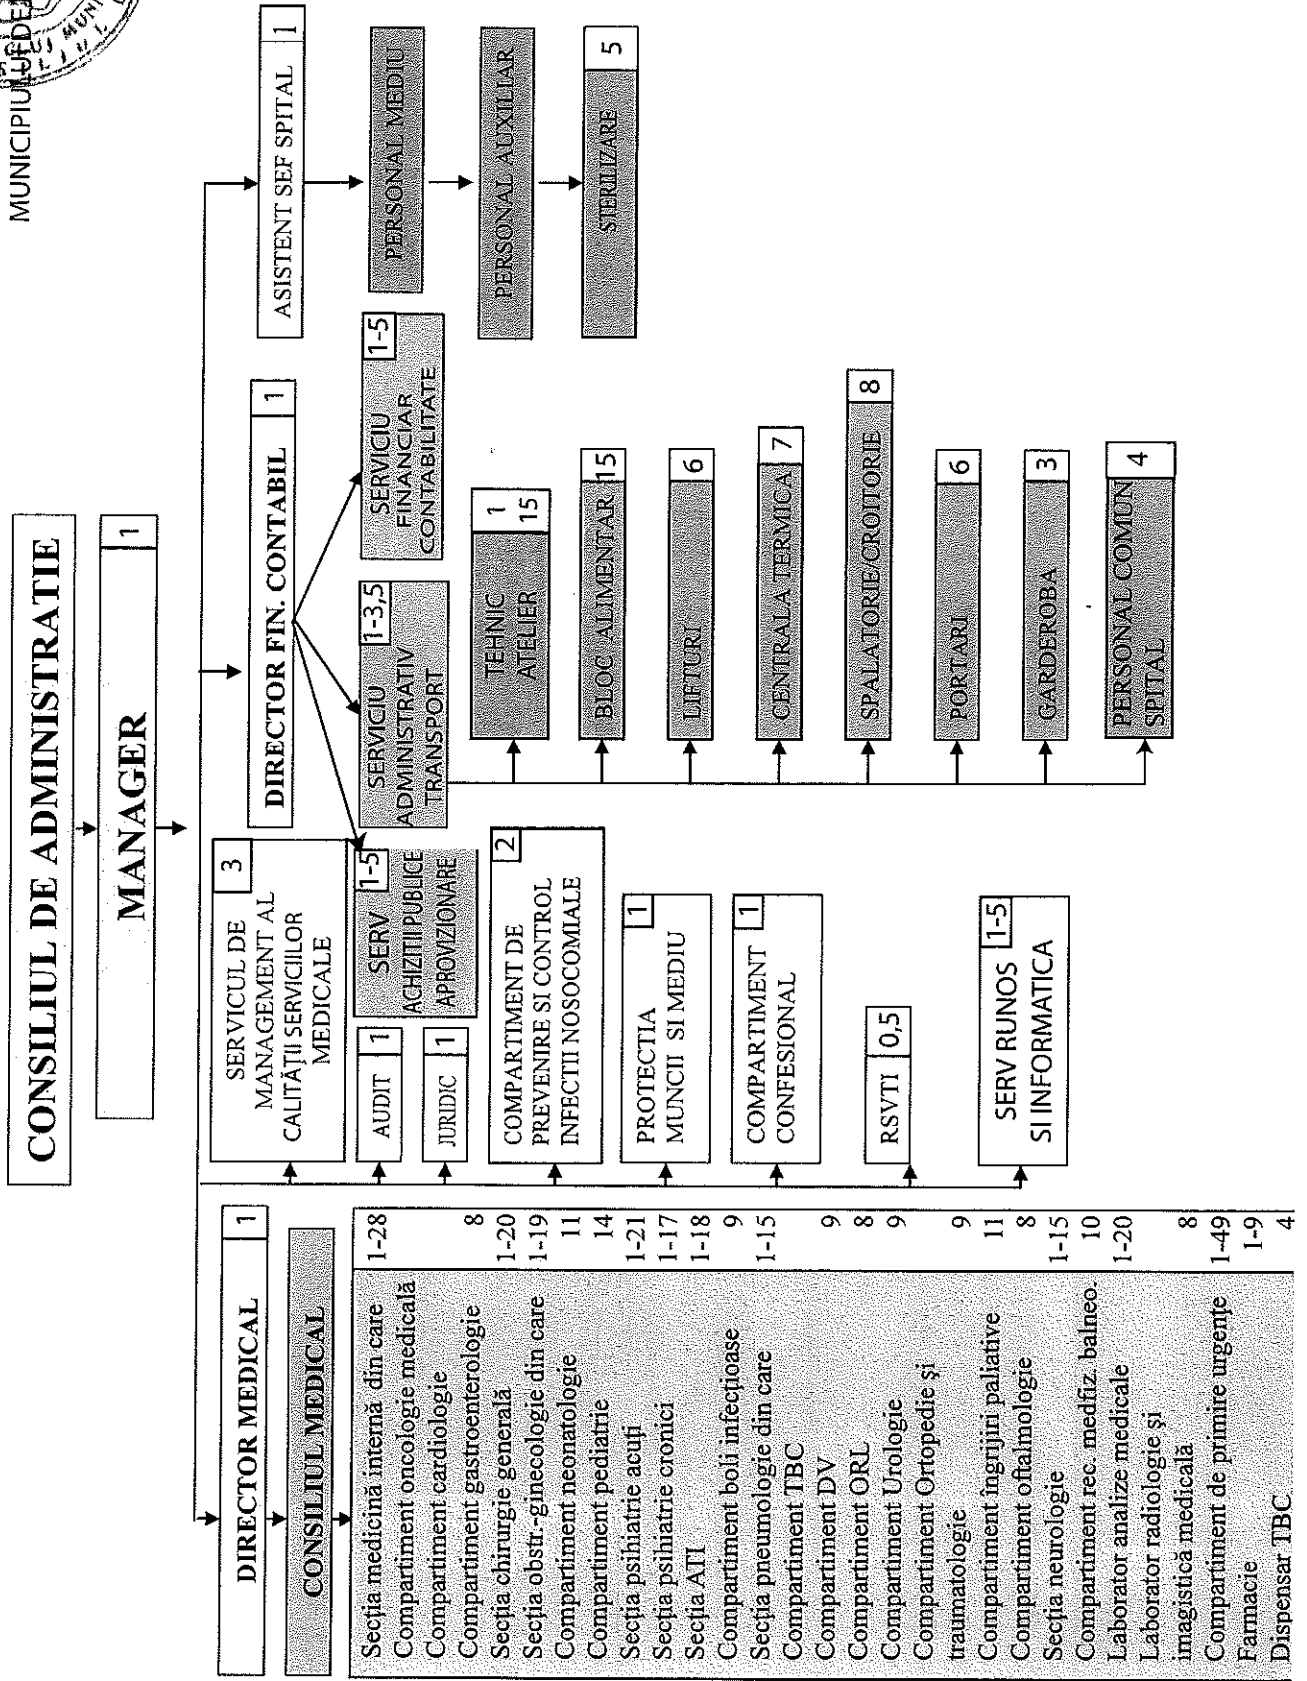 MUNICIPIULUI DEJ
CONSILIUL DE ADMINISTRATIE
MANAGER 1
DIRECTOR MEDICAL 1
CONSILIUL MEDICAL
Secția medicină internă din care 1-28
Compartiment oncologie medicală
Compartiment cardiologie
Compartiment gastroenterologie 8
Secția chirurgie generală 1-20
Secția obstr.-ginecologie din care 1-19
Compartiment neonatologie 11
Compartiment pediatrie 14
Secția psihiatrie acuți 1-21
Secția psihiatrie cronici 1-17
Secția ATI 1-18
Compartiment boli infecțioase 9
Secția pneumologie din care 1-15
Compartiment TBC
Compartiment DV 9
Compartiment ORL 8
Compartiment Urologie 9
Compartiment Ortopedie și
traumatologie 9
Compartiment îngrijiri paliative 11
Compartiment oftalmologie 8
Secția neurologie 1-15
Compartiment rec. medfiz. balneo. 10
Laborator analize medicale 1-20
Laborator radiologie și
imagistică medicală 8
Compartiment de primire urgențe 1-49
Farmacie 1-9
Dispensar TBC 4
SERVICUL DE 3
MANAGEMENT AL
CALITĂȚII SERVICIILOR
MEDICALE
AUDIT 1
JURIDIC 1
COMPARTIMENT DE 2
PREVENIRE SI CONTROL
INFECTII NOSOCOMIALE
PROTECTIA 1
MUNCII SI MEDIU
COMPARTIMENT 1
CONFESIONAL
RSVTI 0,5
SERV RUNOS 1-5
SI INFORMATICA
DIRECTOR FIN. CONTABIL 1
SERV 1-5
ACHIZITII PUBLICE
APROVIZIONARE
SERVICIU 1-3,5
ADMINISTRATIV
TRANSPORT
SERVICIU 1-5
FINANCIAR
CONTABILITATE
TEHNIC 1
ATELIER 15
BLOC ALIMENTAR 15
LIFTURI 6
CENTRALA TERMICA 7
SPALATORIE/CROITORIE 8
PORTARI 6
GARDEROBA 3
PERSONAL COMUN 4
SPITAL
ASISTENT SEF SPITAL 1
PERSONAL MEDIU
PERSONAL AUXILIAR
STERILIZARE 5